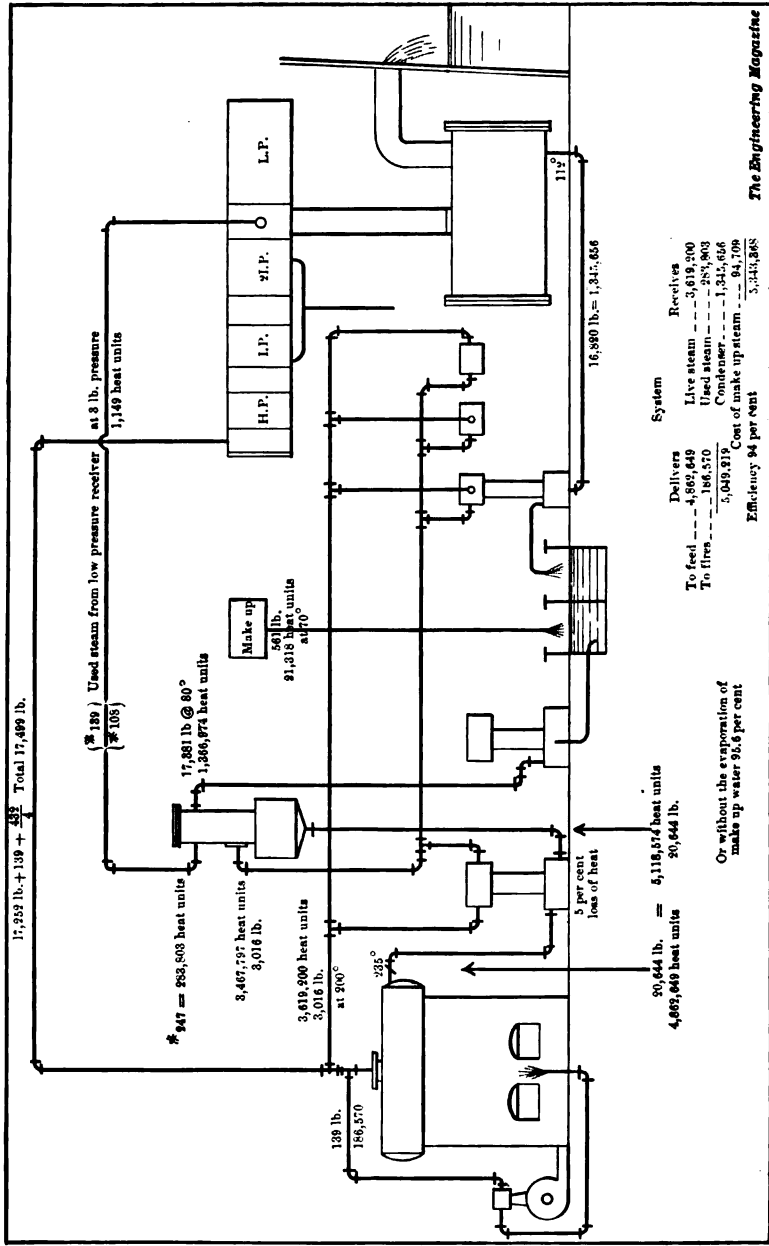 17,252 lb. + 139 + 432/4 Total 17,499 lb.
{ * 139 } Used steam from low pressure receiver at 3 lb. pressure
{ * 108
1,149 heat units
H.P.
I.P.
2I.P.
L.P.
17,381 lb @ 80°
1,366,974 heat units
* 247 = 283,803 heat units
3,467,797 heat units
3,016 lb.
Make up
561 lb.
21,318 heat units
at 70°
3,619,200 heat units
3,016 lb.
at 200°
139 lb.
186,570
235°
112°
5 per cent
loss of heat
16,820 lb. = 1,345,656
20,644 lb. = 5,118,574 heat units
4,862,649 heat units
20,644 lb.
Or without the evaporation of
make up water 95.6 per cent
System
Delivers
To feed ---- 4,862,649
To fires ---- 186,570
5,049,219
Receives
Live steam ---- 3,619,200
Used steam ---- 283,803
Condenser ---- 1,345,656
Cost of make up steam --- 94,709
5,343,368
Efficiency 94 per cent
The Engineering Magazine